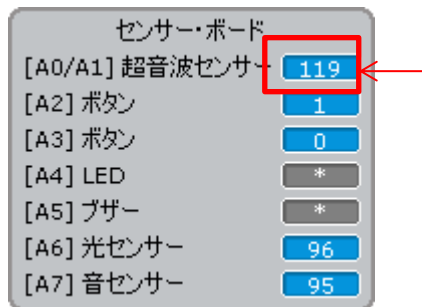 センサー・ボード
[A0/A1] 超音波センサー 119
[A2] ボタン 1
[A3] ボタン 0
[A4] LED *
[A5] ブザー *
[A6] 光センサー 96
[A7] 音センサー 95